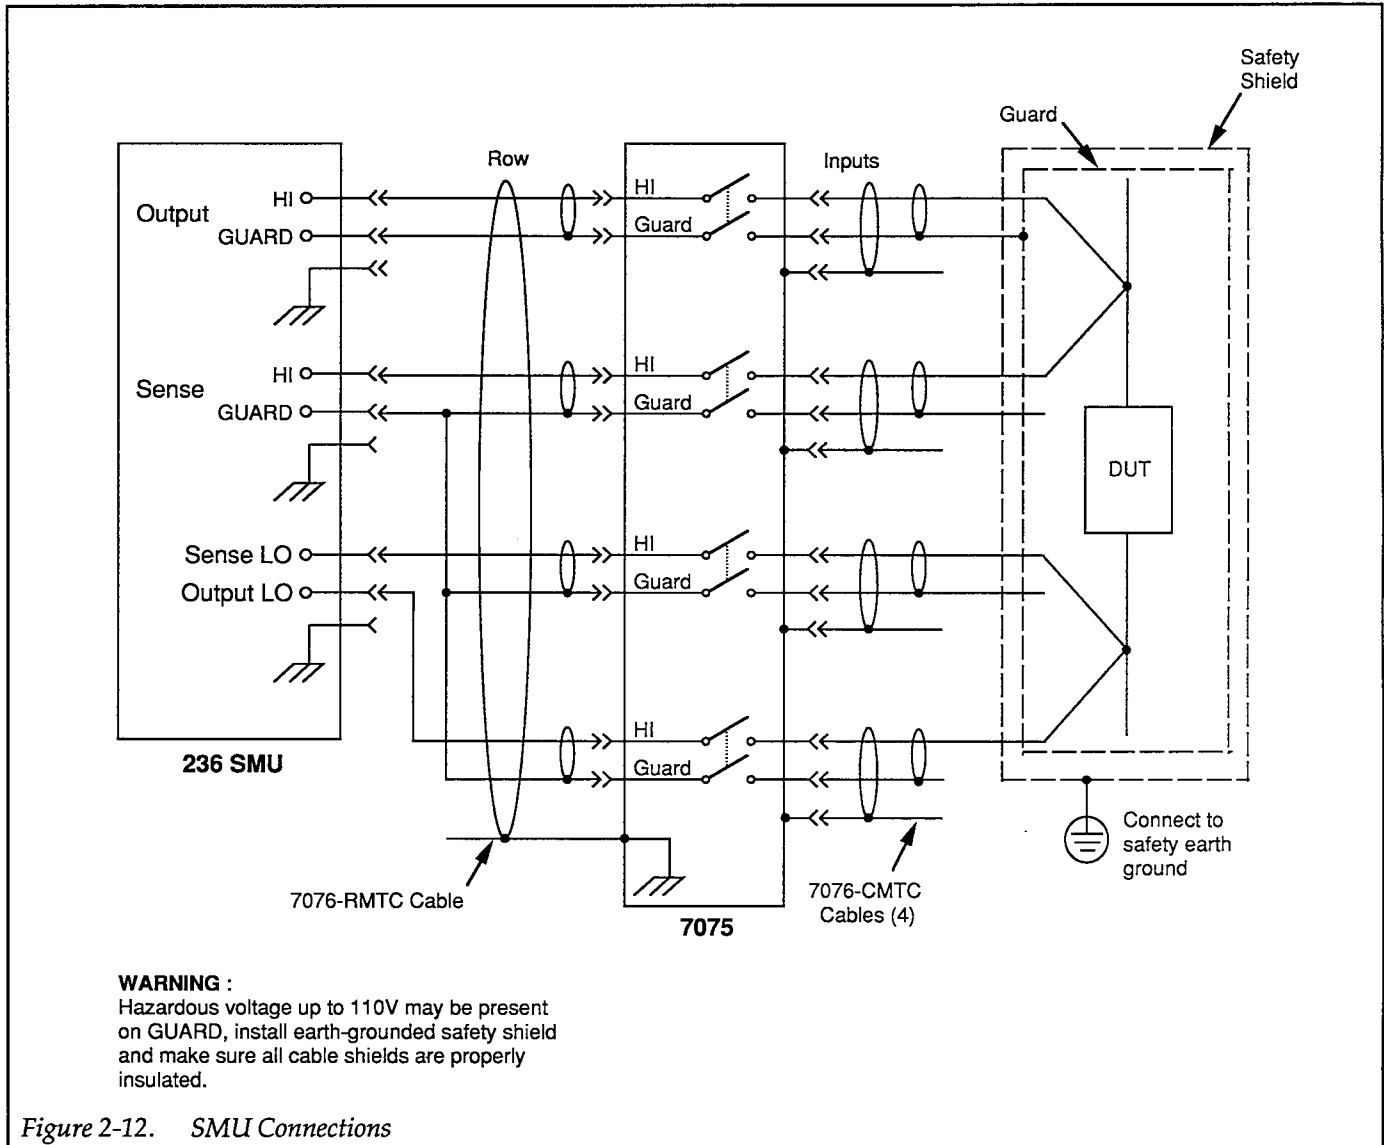 Safety
Shield
Guard
Row
Inputs
Output
HI
GUARD
HI
Guard
Sense
HI
GUARD
HI
Guard
DUT
Sense LO
Output LO
HI
Guard
HI
Guard
236 SMU
Connect to
safety earth
ground
7076-RMTC Cable
7076-CMTC
Cables (4)
7075
WARNING :
Hazardous voltage up to 110V may be present
on GUARD, install earth-grounded safety shield
and make sure all cable shields are properly
insulated.
Figure 2-12. SMU Connections